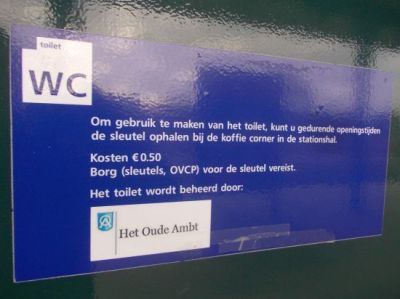 toilet
WC
Om gebruik te maken van het toilet, kunt u gedurende openingstijden
de sleutel ophalen bij de koffie corner in de stationshal.
Kosten € 0.50
Borg (sleutels, OVCP) voor de sleutel vereist.
Het toilet wordt beheerd door:
Het Oude Ambt